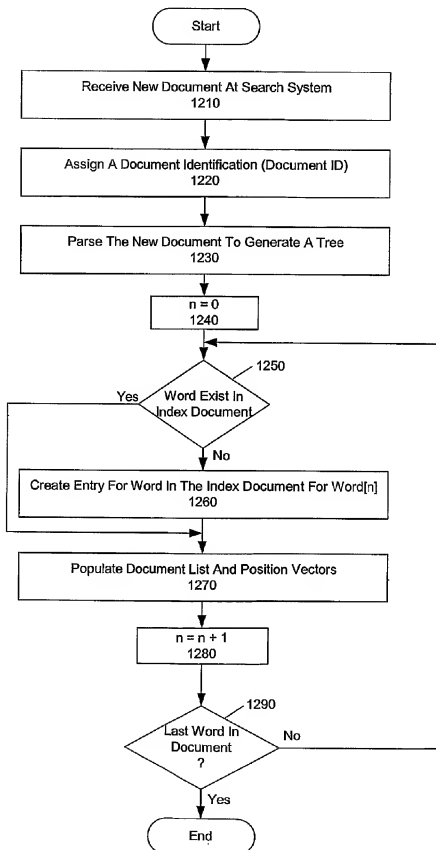 Start
Receive New Document At Search System
1210
Assign A Document Identification (Document ID)
1220
Parse The New Document To Generate A Tree
1230
n = 0
1240
1250
Word Exist In
Index Document
Yes
No
Create Entry For Word In The Index Document For Word[n]
1260
Populate Document List And Position Vectors
1270
n = n + 1
1280
1290
Last Word In
Document
?
No
Yes
End